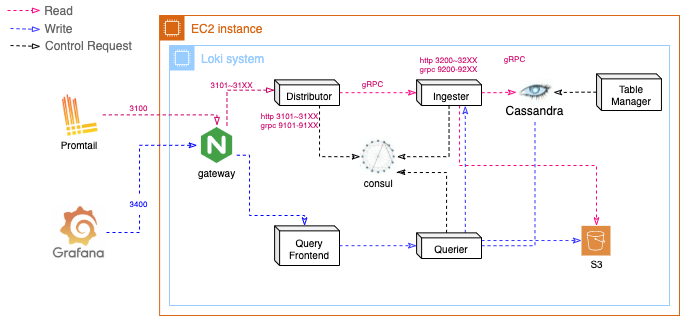 Read
Write
Control Request
EC2 instance
Loki system
3100
Promtail
3400
Grafana
3101~31XX
gateway
Distributor
http 3101~31XX
grpc 9101-91XX
gRPC
http 3200~32XX
grpc 9200-92XX
Ingester
gRPC
Cassandra
Table
Manager
consul
Query
Frontend
Querier
S3